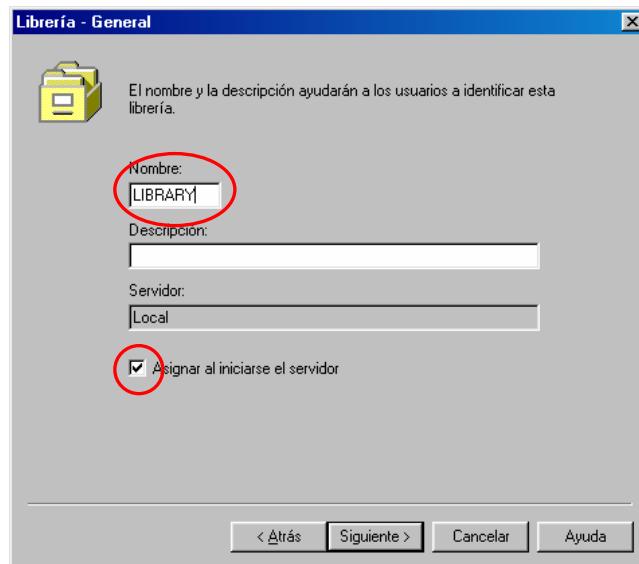 Librería - General
El nombre y la descripción ayudarán a los usuarios a identificar esta
librería.
Nombre:
LIBRARY
Descripción:
Servidor:
Local
Asignar al iniciarse el servidor
< Atrás Siguiente > Cancelar Ayuda